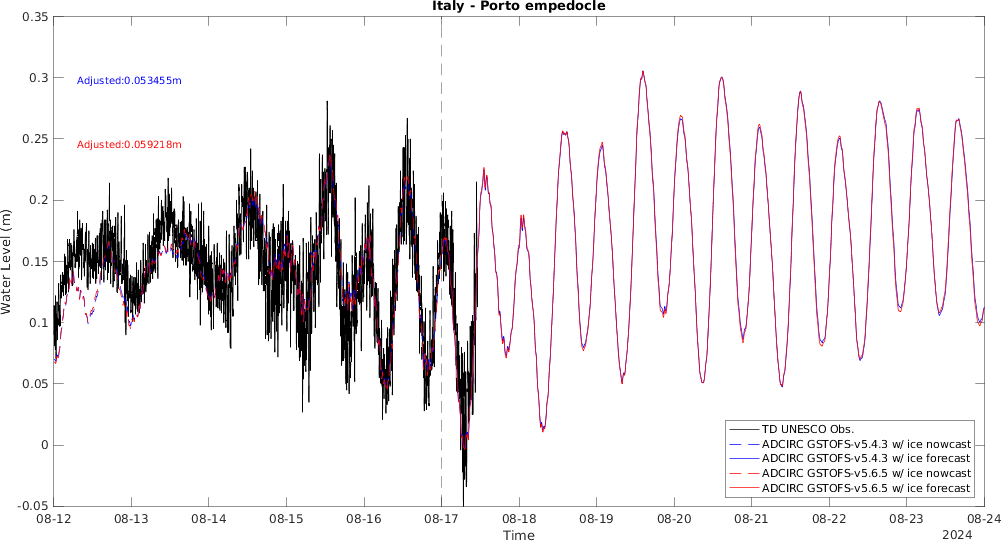 Italy - Porto empedocle
0.35
0.3
0.25
0.2
0.15
0.1
0.05
0
-0.05
Water Level (m)
Adjusted:0.053455m
Adjusted:0.059218m
TD UNESCO Obs.
ADCIRC GSTOFS-v5.4.3 w/ ice nowcast
ADCIRC GSTOFS-v5.4.3 w/ ice forecast
ADCIRC GSTOFS-v5.6.5 w/ ice nowcast
ADCIRC GSTOFS-v5.6.5 w/ ice forecast
08-12 08-13 08-14 08-15 08-16 08-17 08-18 08-19 08-20 08-21 08-22 08-23 08-24
Time
2024